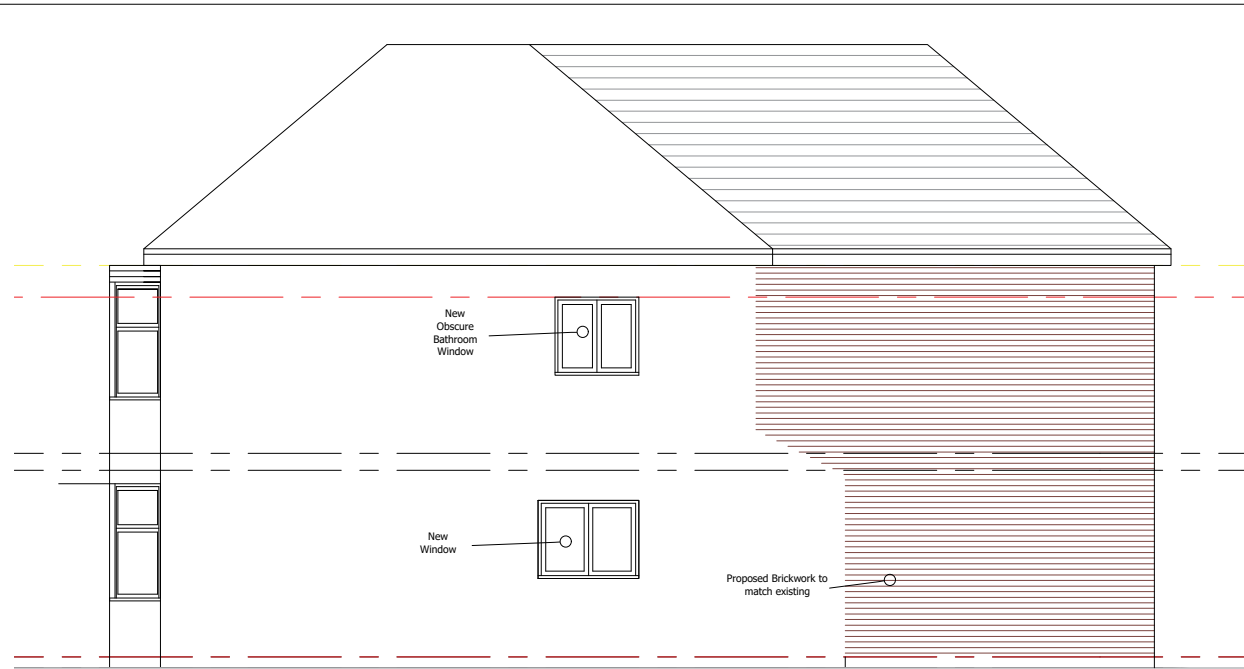 New
Obscure
Bathroom
Window
New
Window
Proposed Brickwork to
match existing